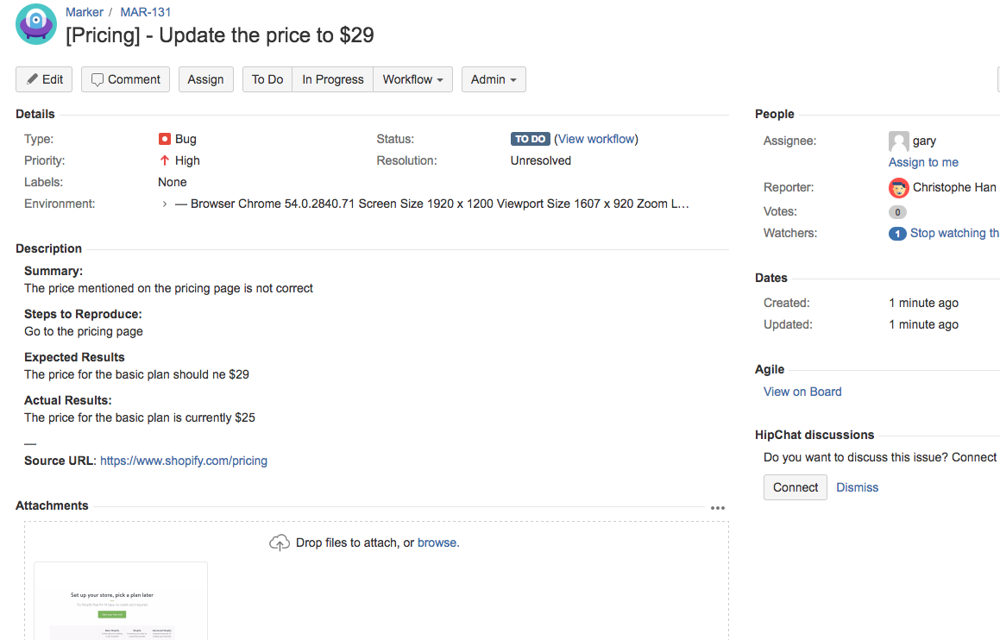 Marker / MAR-131
[Pricing] - Update the price to $29
Edit Comment Assign To Do In Progress Workflow Admin
Details
Type: Bug
Status: TO DO (View workflow)
Priority: High
Resolution: Unresolved
Labels: None
Environment: — Browser Chrome 54.0.2840.71 Screen Size 1920 x 1200 Viewport Size 1607 x 920 Zoom L…
Description
Summary:
The price mentioned on the pricing page is not correct
Steps to Reproduce:
Go to the pricing page
Expected Results
The price for the basic plan should ne $29
Actual Results:
The price for the basic plan is currently $25
—
Source URL: https://www.shopify.com/pricing
Attachments
Drop files to attach, or browse.
Set up your store, pick a plan later
People
Assignee: gary
Assign to me
Reporter: Christophe Han
Votes: 0
Watchers: 1 Stop watching th
Dates
Created: 1 minute ago
Updated: 1 minute ago
Agile
View on Board
HipChat discussions
Do you want to discuss this issue? Connect
Connect Dismiss